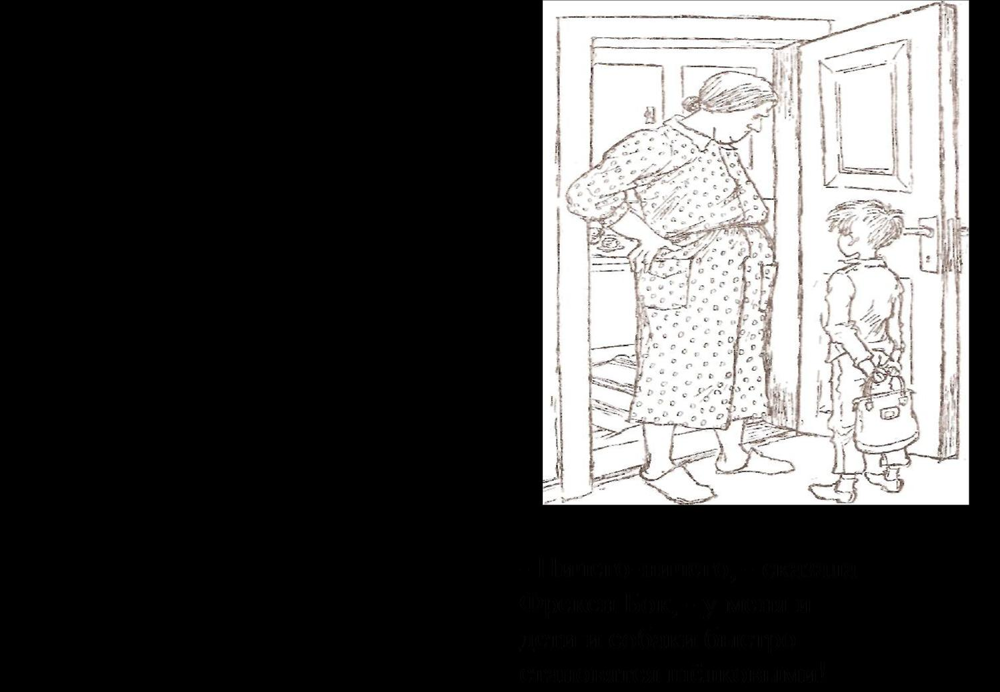 - Ничего-ничего, - сказала
Фрекен Бок, - у меня и
дети и собаки быстро
становятся шёлковыми!